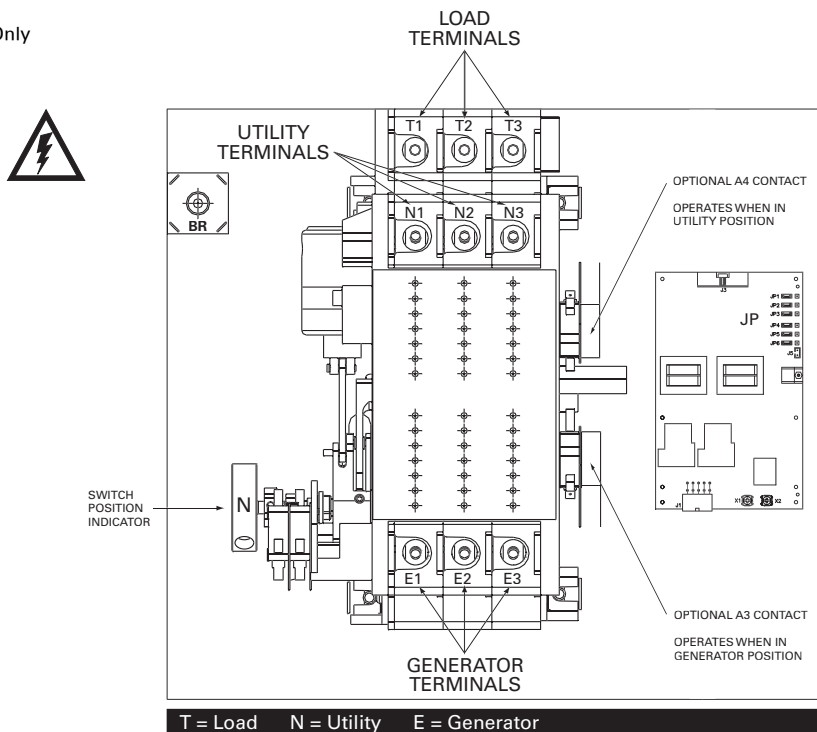 Only
LOAD
TERMINALS
UTILITY
TERMINALS
T1 T2 T3
N1 N2 N3
BR
OPTIONAL A4 CONTACT
OPERATES WHEN IN
UTILITY POSITION
J3
JP1
JP2
JP3
JP4
JP5
JP6
JP
SWITCH
POSITION
INDICATOR
N
J1
X1 X2
E1 E2 E3
GENERATOR
TERMINALS
OPTIONAL A3 CONTACT
OPERATES WHEN IN
GENERATOR POSITION
T = Load N = Utility E = Generator